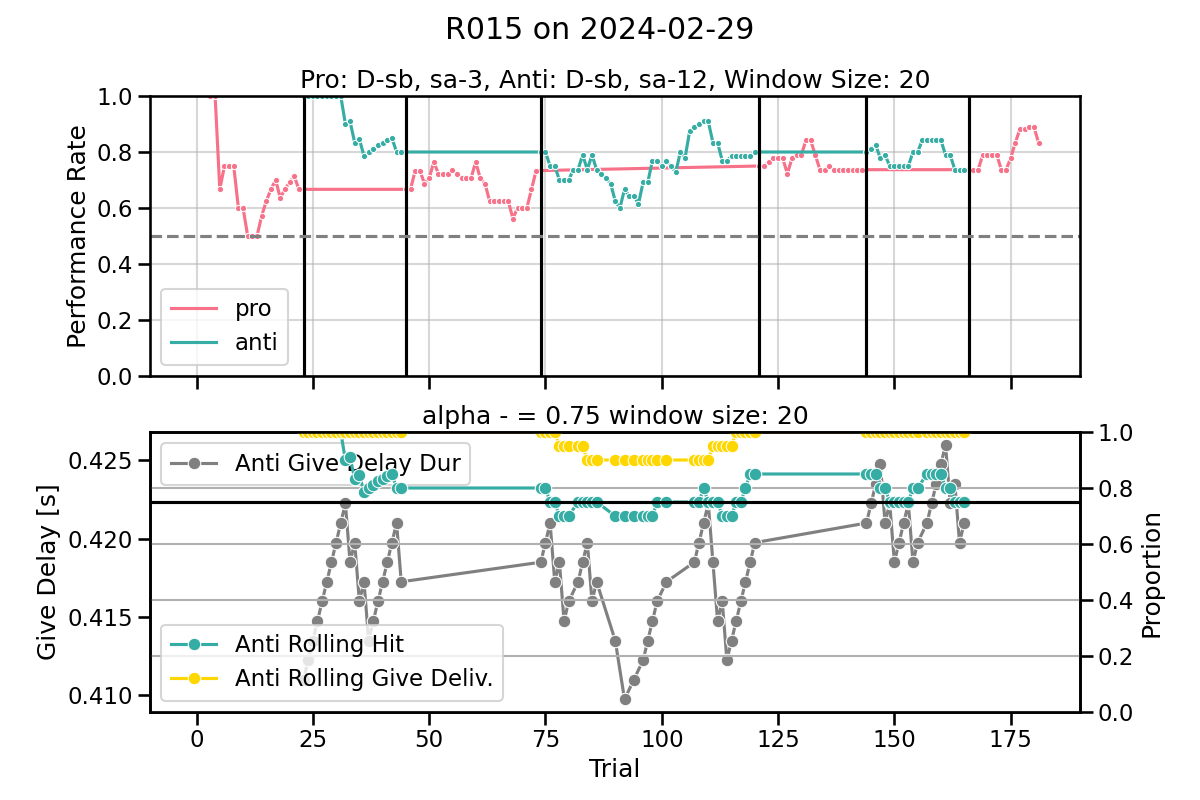 R015 on 2024-02-29
Pro: D-sb, sa-3, Anti: D-sb, sa-12, Window Size: 20
1.0
0.8
0.6
0.4
0.2
0.0
Performance Rate
pro
anti
alpha - = 0.75 window size: 20
0.425
0.420
0.415
0.410
Give Delay [s]
Anti Give Delay Dur
Anti Rolling Hit
Anti Rolling Give Deliv.
1.0
0.8
0.6
0.4
0.2
0.0
Proportion
0 25 50 75 100 125 150 175
Trial